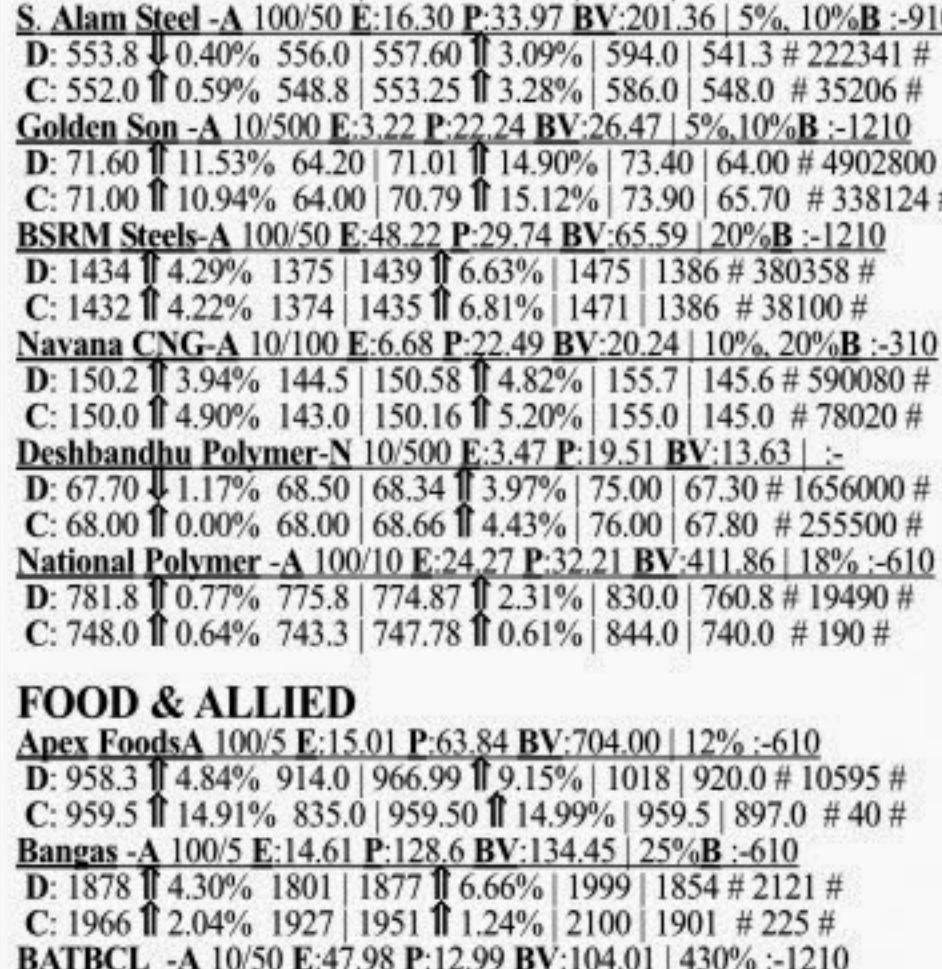 S. Alam Steel -A 100/50 E:16.30 P:33.97 BV:201.36 | 5%, 10%B :-910
D: 553.8 ⇓ 0.40% 556.0 | 557.60 ⇑ 3.09% | 594.0 | 541.3 # 222341 #
C: 552.0 ⇑ 0.59% 548.8 | 553.25 ⇑ 3.28% | 586.0 | 548.0 # 35206 #
Golden Son -A 10/500 E:3.22 P:22.24 BV:26.47 | 5%,10%B :-1210
D: 71.60 ⇑ 11.53% 64.20 | 71.01 ⇑ 14.90% | 73.40 | 64.00 # 4902800
C: 71.00 ⇑ 10.94% 64.00 | 70.79 ⇑ 15.12% | 73.90 | 65.70 # 338124 #
BSRM Steels-A 100/50 E:48.22 P:29.74 BV:65.59 | 20%B :-1210
D: 1434 ⇑ 4.29% 1375 | 1439 ⇑ 6.63% | 1475 | 1386 # 380358 #
C: 1432 ⇑ 4.22% 1374 | 1435 ⇑ 6.81% | 1471 | 1386 # 38100 #
Navana CNG-A 10/100 E:6.68 P:22.49 BV:20.24 | 10%, 20%B :-310
D: 150.2 ⇑ 3.94% 144.5 | 150.58 ⇑ 4.82% | 155.7 | 145.6 # 590080 #
C: 150.0 ⇑ 4.90% 143.0 | 150.16 ⇑ 5.20% | 155.0 | 145.0 # 78020 #
Deshbandhu Polymer-N 10/500 E:3.47 P:19.51 BV:13.63 | :-
D: 67.70 ⇓ 1.17% 68.50 | 68.34 ⇑ 3.97% | 75.00 | 67.30 # 1656000 #
C: 68.00 ⇑ 0.00% 68.00 | 68.66 ⇑ 4.43% | 76.00 | 67.80 # 255500 #
National Polymer -A 100/10 E:24.27 P:32.21 BV:411.86 | 18% :-610
D: 781.8 ⇑ 0.77% 775.8 | 774.87 ⇑ 2.31% | 830.0 | 760.8 # 19490 #
C: 748.0 ⇑ 0.64% 743.3 | 747.78 ⇑ 0.61% | 844.0 | 740.0 # 190 #
FOOD & ALLIED
Apex FoodsA 100/5 E:15.01 P:63.84 BV:704.00 | 12% :-610
D: 958.3 ⇑ 4.84% 914.0 | 966.99 ⇑ 9.15% | 1018 | 920.0 # 10595 #
C: 959.5 ⇑ 14.91% 835.0 | 959.50 ⇑ 14.99% | 959.5 | 897.0 # 40 #
Bangas -A 100/5 E:14.61 P:128.6 BV:134.45 | 25%B :-610
D: 1878 ⇑ 4.30% 1801 | 1877 ⇑ 6.66% | 1999 | 1854 # 2121 #
C: 1966 ⇑ 2.04% 1927 | 1951 ⇑ 1.24% | 2100 | 1901 # 225 #
BATBCL -A 10/50 E:47.98 P:12.99 BV:104.01 | 430% :-1210